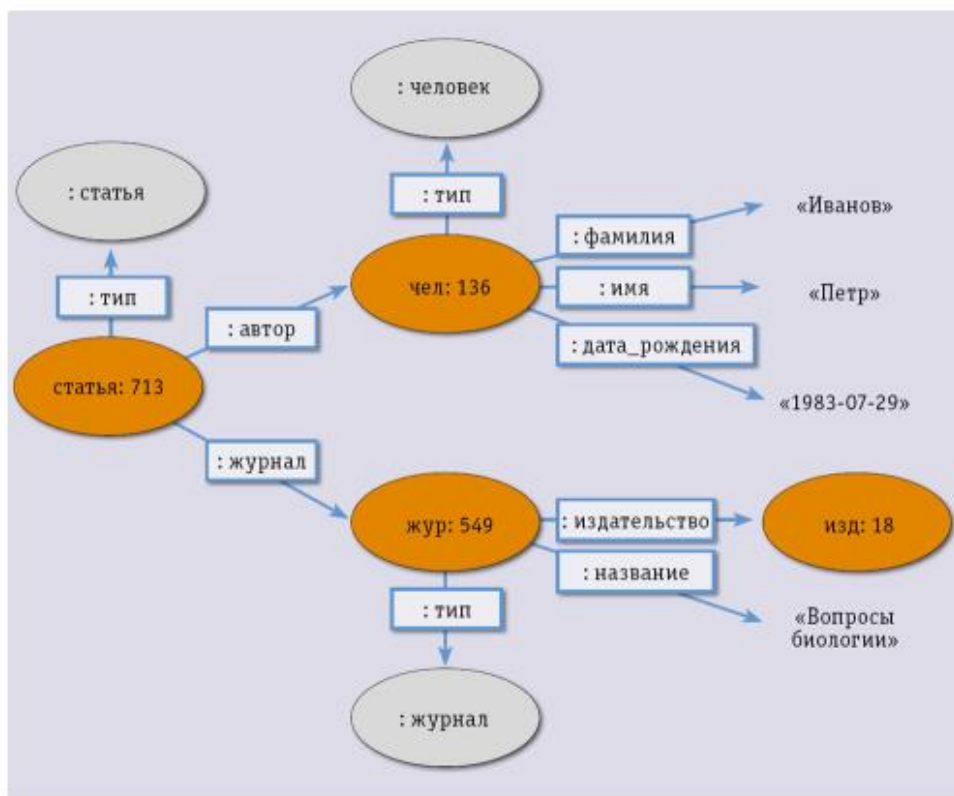 : человек
: статья
: тип
«Иванов»
: фамилия
: тип
чел: 136
: имя
«Петр»
: автор
: дата_рождения
статья: 713
«1983-07-29»
: журнал
жур: 549
: издательство
изд: 18
: название
: тип
«Вопросы
биологии»
: журнал